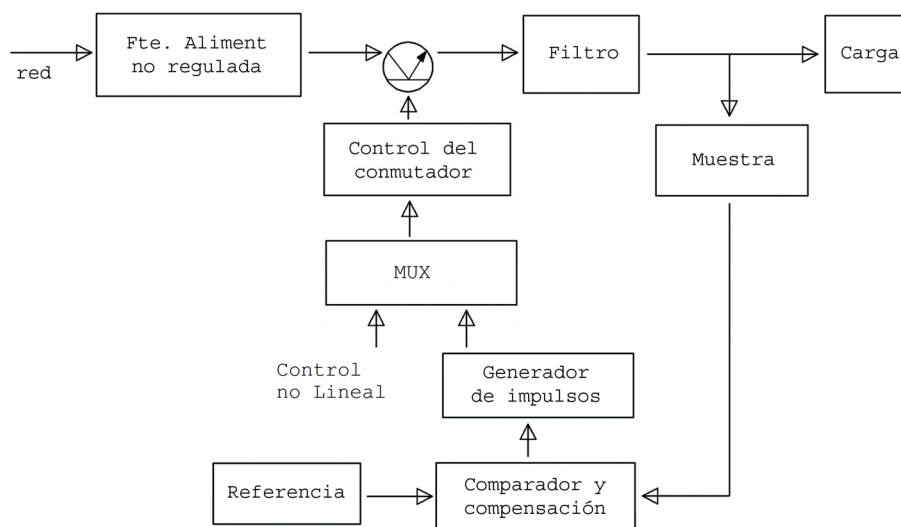 Fte. Aliment
no regulada
red
Filtro
Carga
Control del
conmutador
Muestra
MUX
Control
no Lineal
Generador
de impulsos
Referencia
Comparador y
compensación